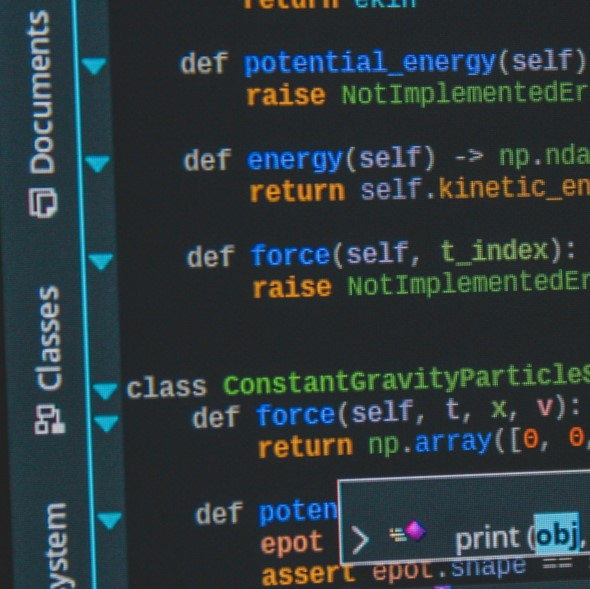 Documents
Classes
return ekin
def potential_energy(self)
raise NotImplementedEr
def energy(self) -> np.nda
return self.kinetic_en
def force(self, t_index):
raise NotImplementedEr
class ConstantGravityParticleS
def force(self, t, x, v):
return np.array([0, 0,
def poten
epot
print (obj,
assert epot.shape ==
ystem